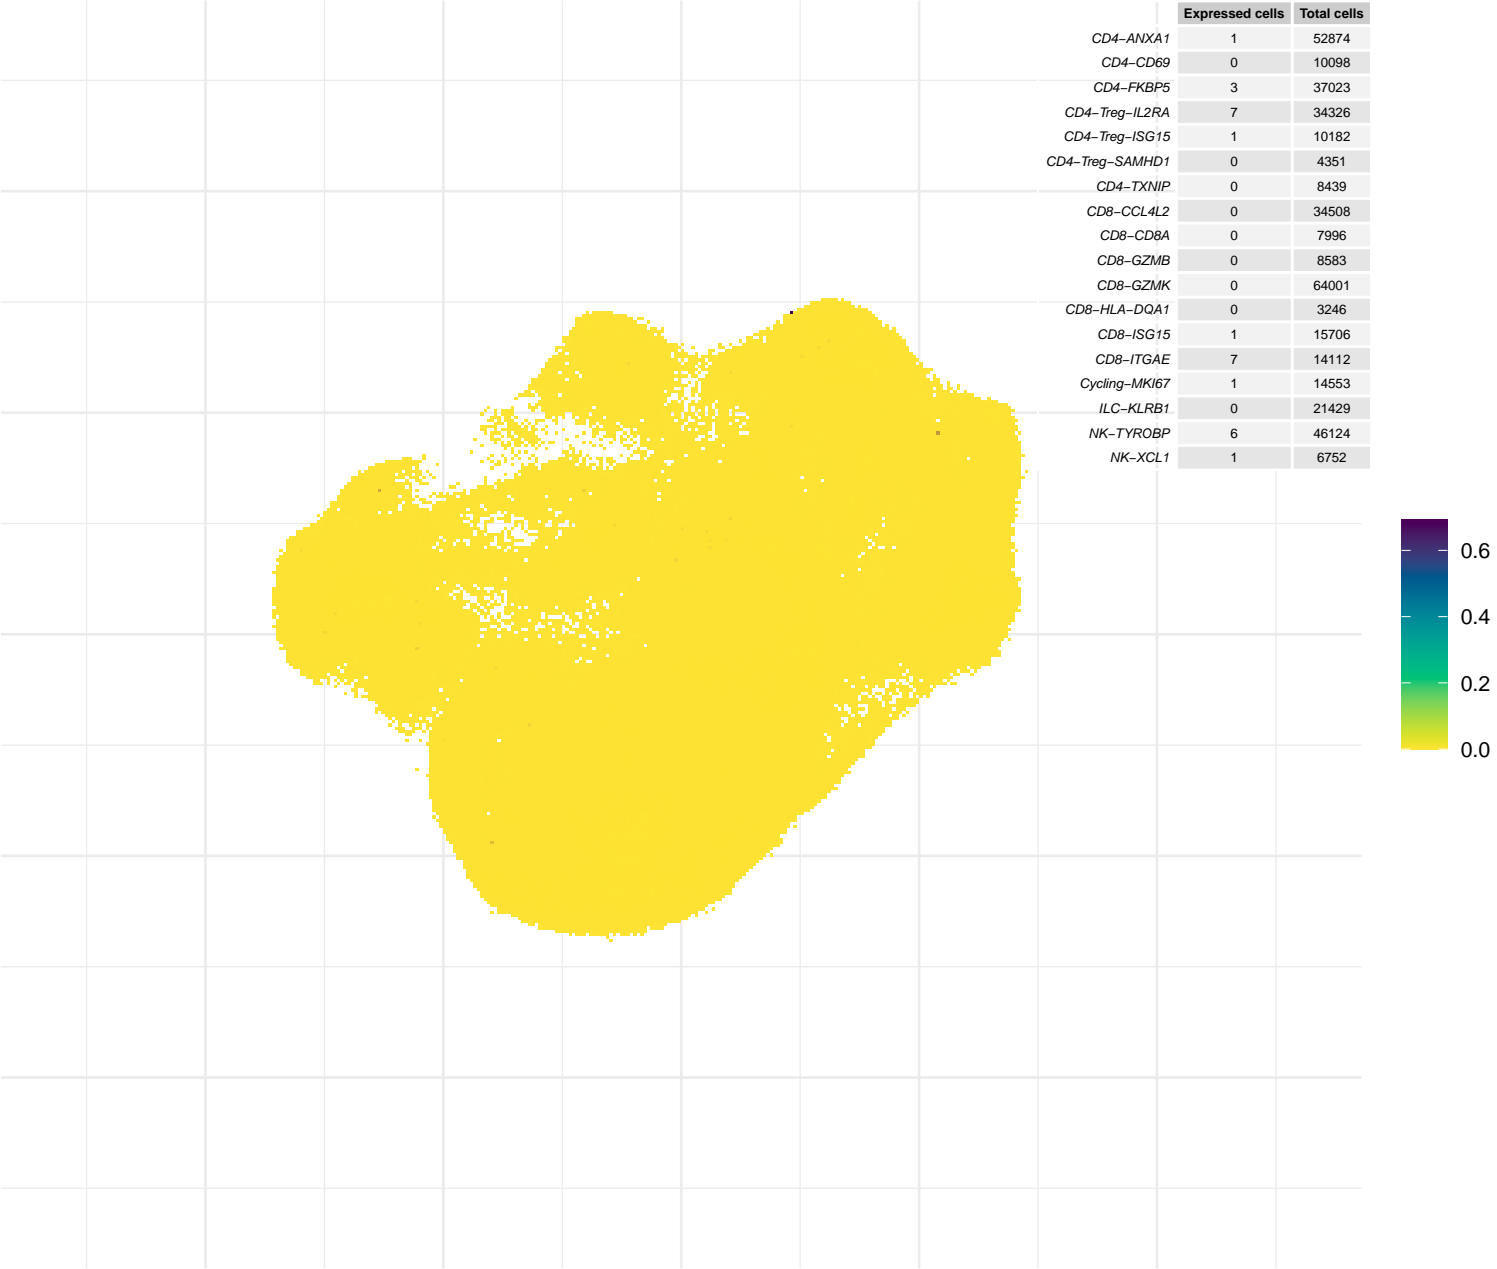 Expressed cells Total cells
CD4−ANXA1 1 52874
CD4−CD69 0 10098
CD4−FKBP5 3 37023
CD4−Treg−IL2RA 7 34326
CD4−Treg−ISG15 1 10182
CD4−Treg−SAMHD1 0 4351
CD4−TXNIP 0 8439
CD8−CCL4L2 0 34508
CD8−CD8A 0 7996
CD8−GZMB 0 8583
CD8−GZMK 0 64001
CD8−HLA−DQA1 0 3246
CD8−ISG15 1 15706
CD8−ITGAE 7 14112
Cycling−MKI67 1 14553
ILC−KLRB1 0 21429
NK−TYROBP 6 46124
NK−XCL1 1 6752
0.6
0.4
0.2
0.0